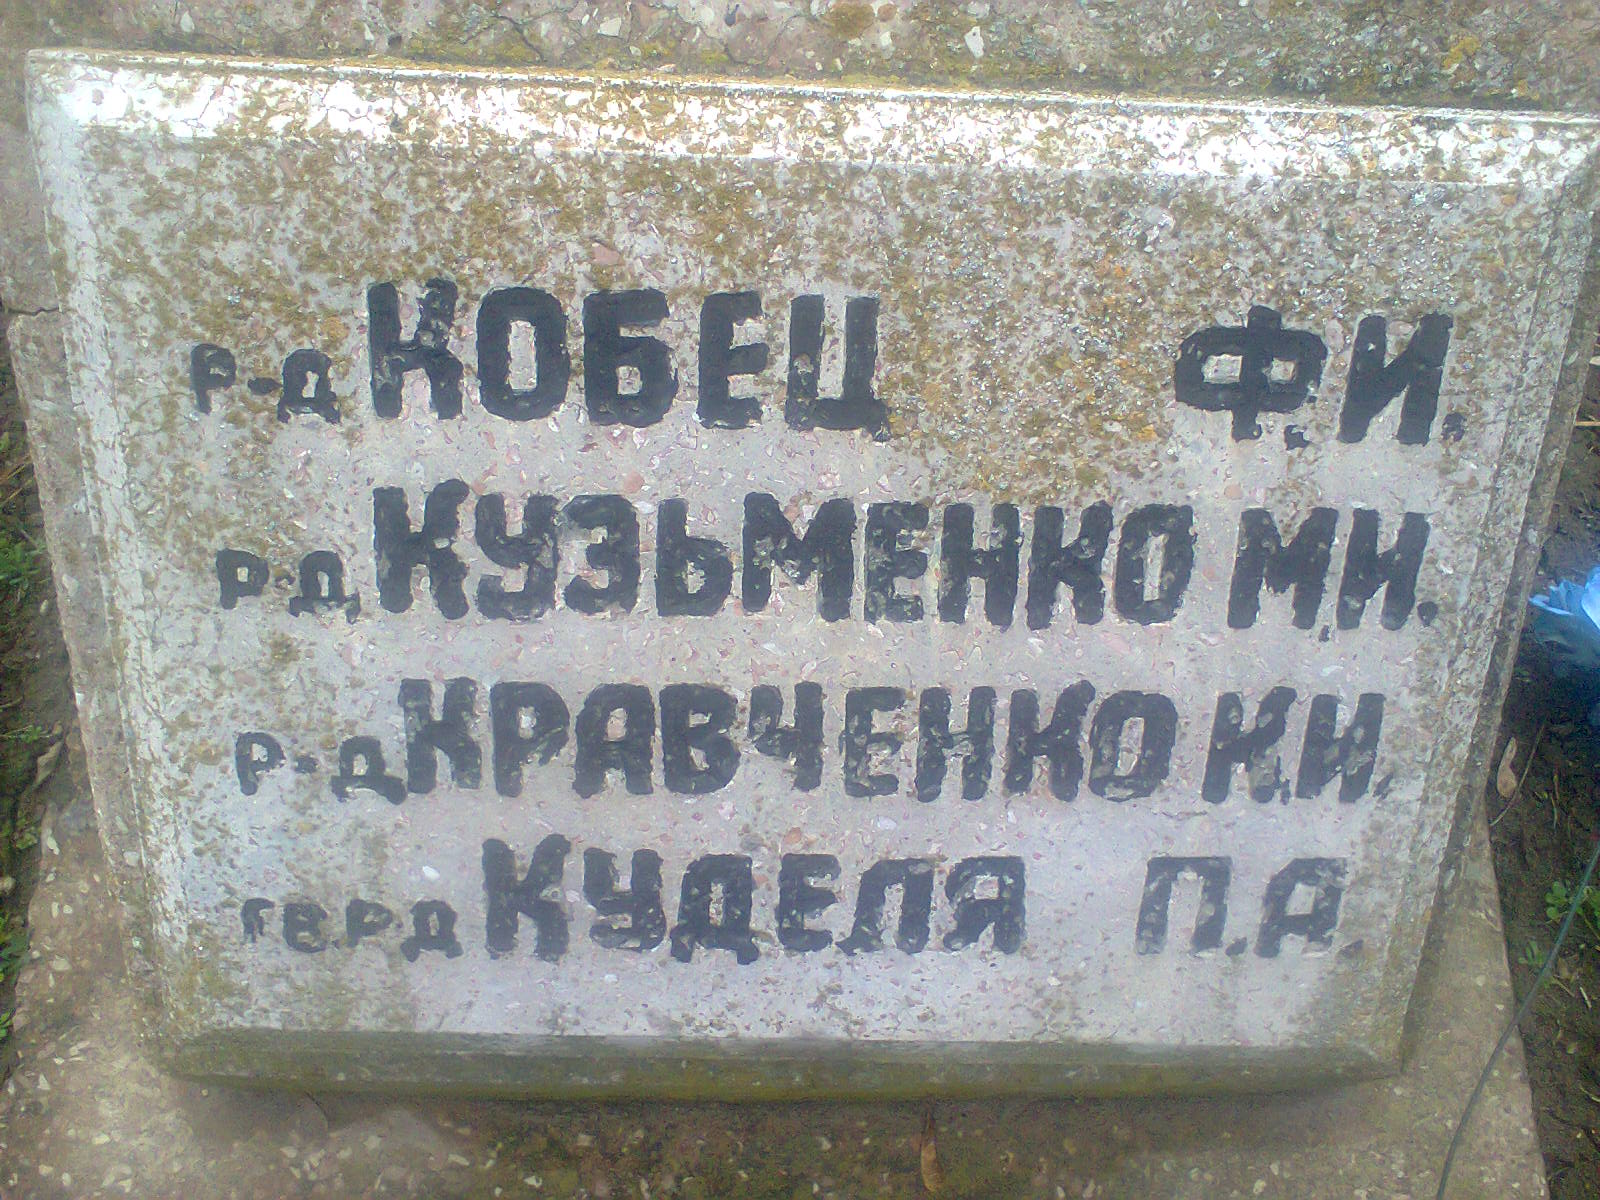 р-д КОБЕЦ Ф.И.
р-д КУЗЬМЕНКО М.И.
р-д КРАВЧЕНКО К.И.
гв.р-д КУДЕЛЯ П.А.